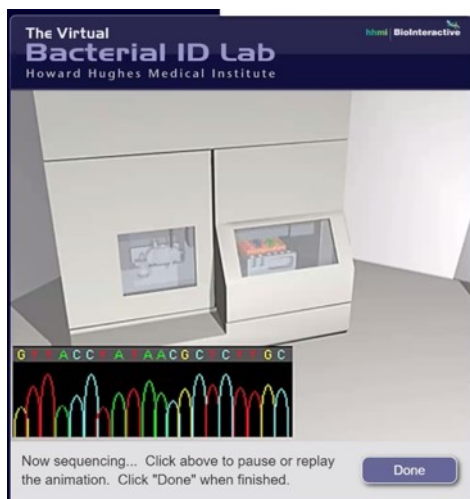 The Virtual
Bacterial ID Lab
Howard Hughes Medical Institute
hhmi BioInteractive
Now sequencing... Click above to pause or replay
the animation. Click "Done" when finished.
Done